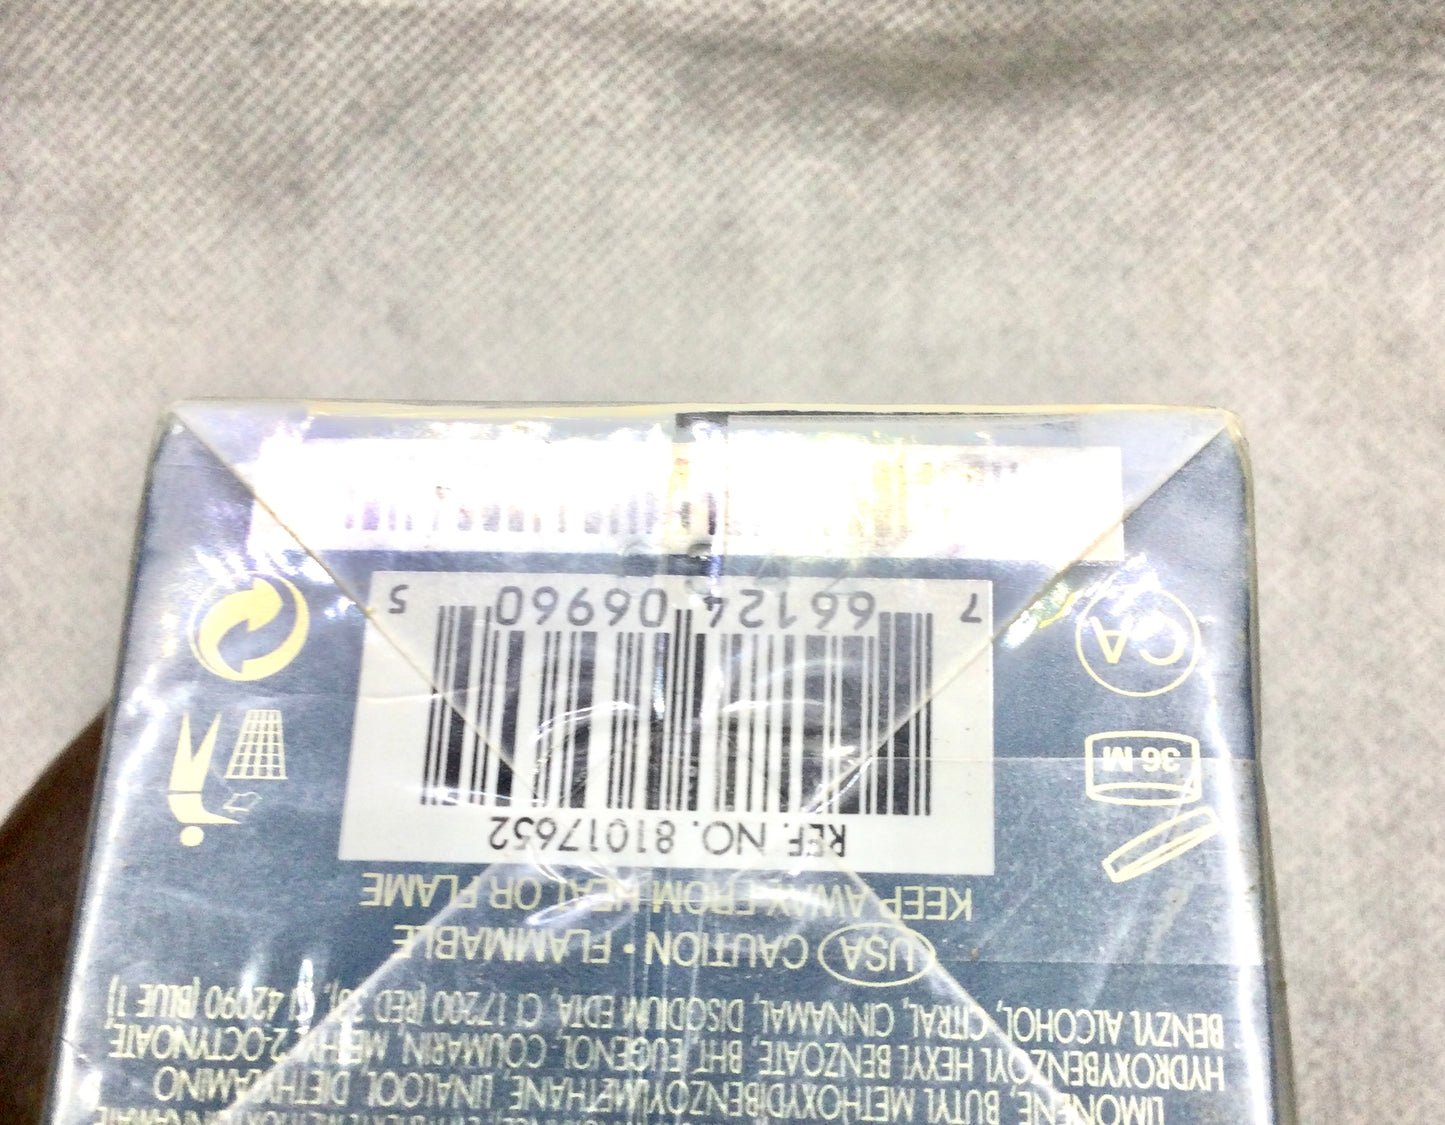 LIMONENE, BUTYL METHOXYDIBENZOYLMETHANE, LINALOOL, DIETHYLAMINO
HYDROXYBENZOYL HEXYL BENZOATE, BHT, EUGENOL, COUMARIN, METHYL 2-OCTYNOATE,
BENZYL ALCOHOL, CITRAL, CINNAMAL, DISODIUM EDTA, CI 17200 (RED 33), CI 42090 (BLUE 1)
USA CAUTION • FLAMMABLE
KEEP AWAY FROM HEAT OR FLAME
36 M
REF. NO. 81017652
CA
7 66124 06960 5